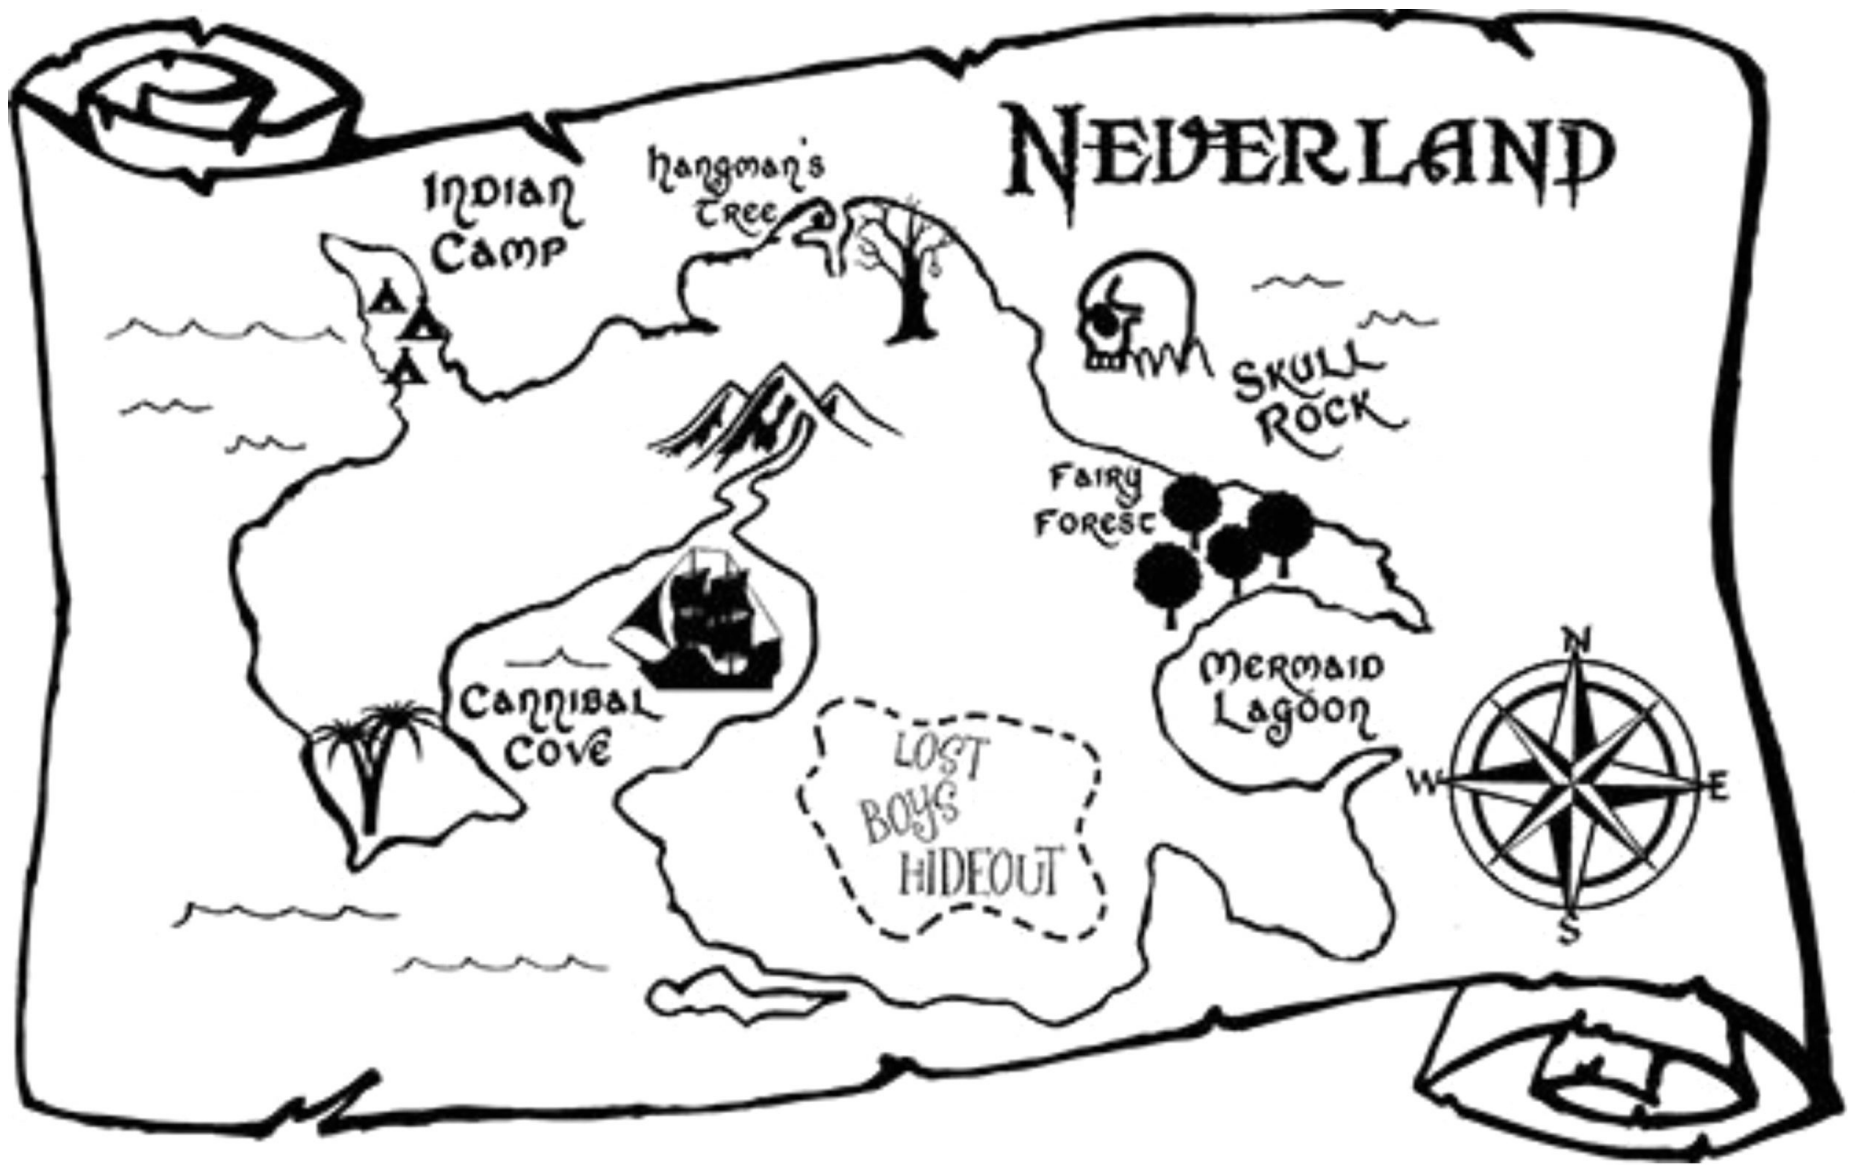 NEVERLAND
INDIAN
CAMP
HANGMAN'S
TREE
SKULL
ROCK
FAIRY
FOREST
MERMAID
LAGOON
CANNIBAL
COVE
LOST
BOYS
HIDEOUT
N
W
E
S